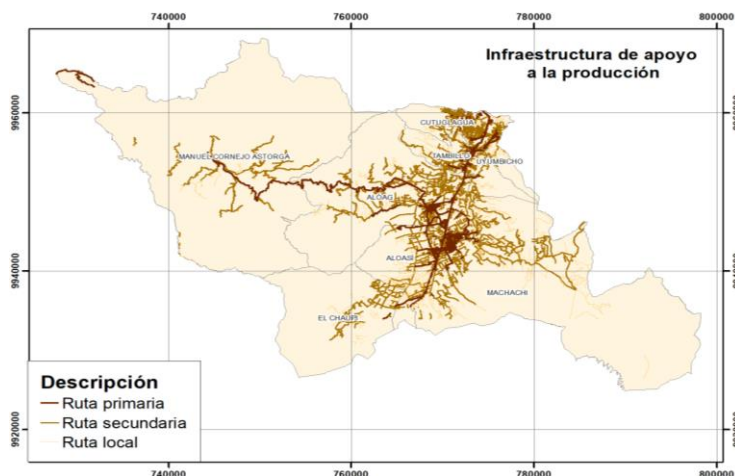 740000 760000 780000 800000
Infraestructura de apoyo
a la producción
9960000
CUTUGLAGUA
TAMBILLO
UYUMBICHO
MANUEL CORNEJO ASTORGA
ALOAG
ALOASÍ
9940000
MACHACHI
EL CHAUPI
Descripción
Ruta primaria
Ruta secundaria
Ruta local
9920000
740000 760000 780000 800000